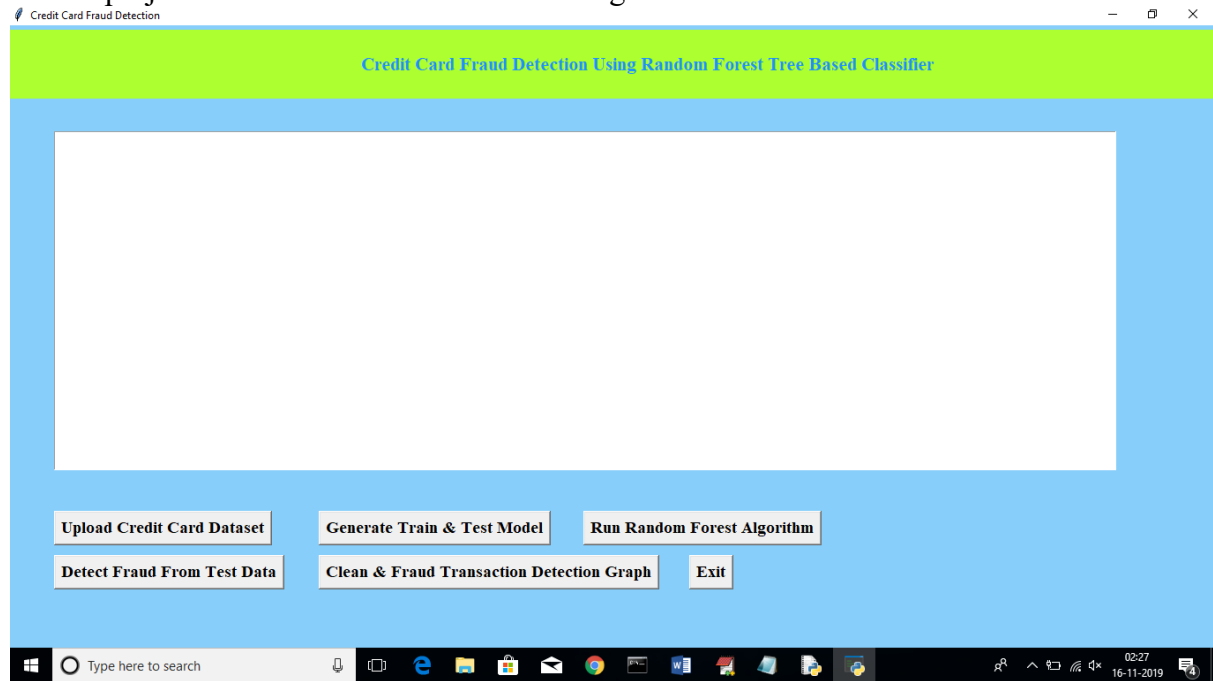 Credit Card Fraud Detection
Credit Card Fraud Detection Using Random Forest Tree Based Classifier
Upload Credit Card Dataset
Generate Train & Test Model
Run Random Forest Algorithm
Detect Fraud From Test Data
Clean & Fraud Transaction Detection Graph
Exit
Type here to search
02:27
16-11-2019
4